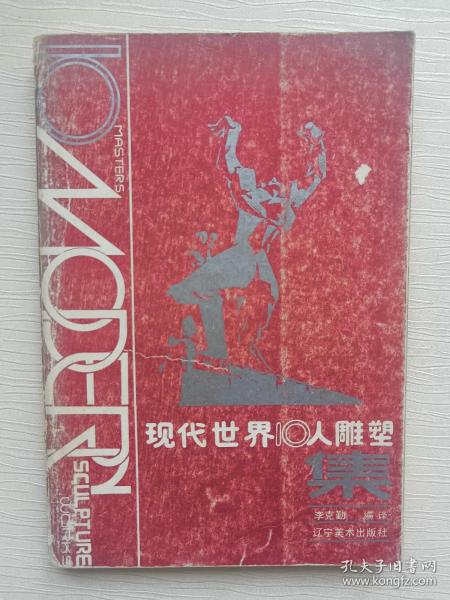 10
MASTERS
MODERN
SCULPTURE
现代世界10人雕塑
集
李克勤 编译
辽宁美术出版社
孔夫子旧书网
kongfz.com